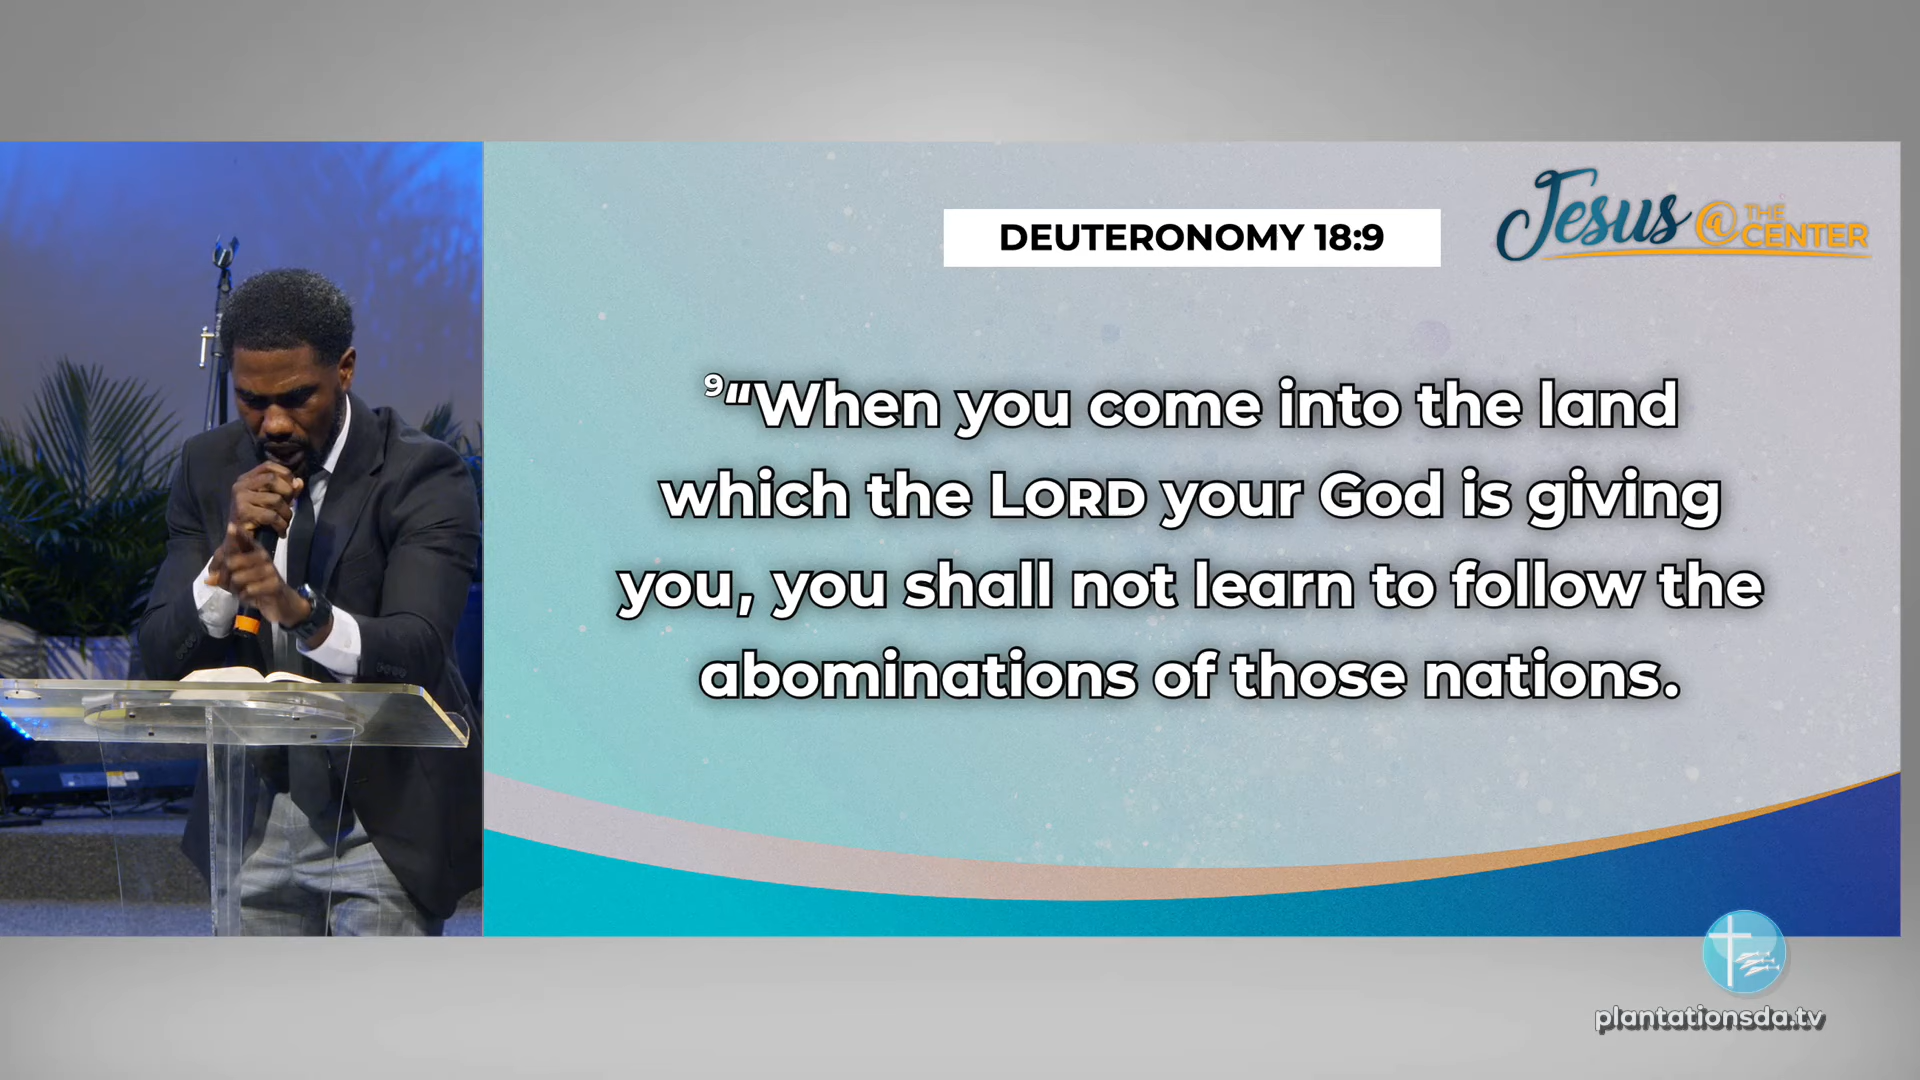 DEUTERONOMY 18:9
Jesus @ THE CENTER
⁹“When you come into the land
which the LORD your God is giving
you, you shall not learn to follow the
abominations of those nations.
plantationsda.tv